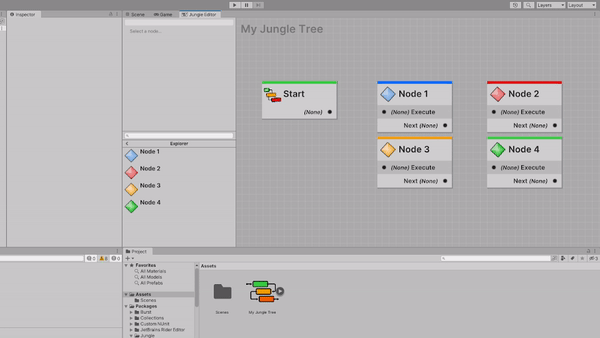 Inspector
Scene
Game
Jungle Editor
Layers
Layout
Select a node...
My Jungle Tree
Start
(None)
Node 1
(None) Execute
Next (None)
Node 2
(None) Execute
Next (None)
Node 3
(None) Execute
Next (None)
Node 4
(None) Execute
Next (None)
Explorer
Node 1
Node 2
Node 3
Node 4
Project
Favorites
All Materials
All Models
All Prefabs
Assets
Scenes
Packages
Burst
Collections
Custom NUnit
JetBrains Rider Editor
Jungle
Assets
Scenes
My Jungle Tree